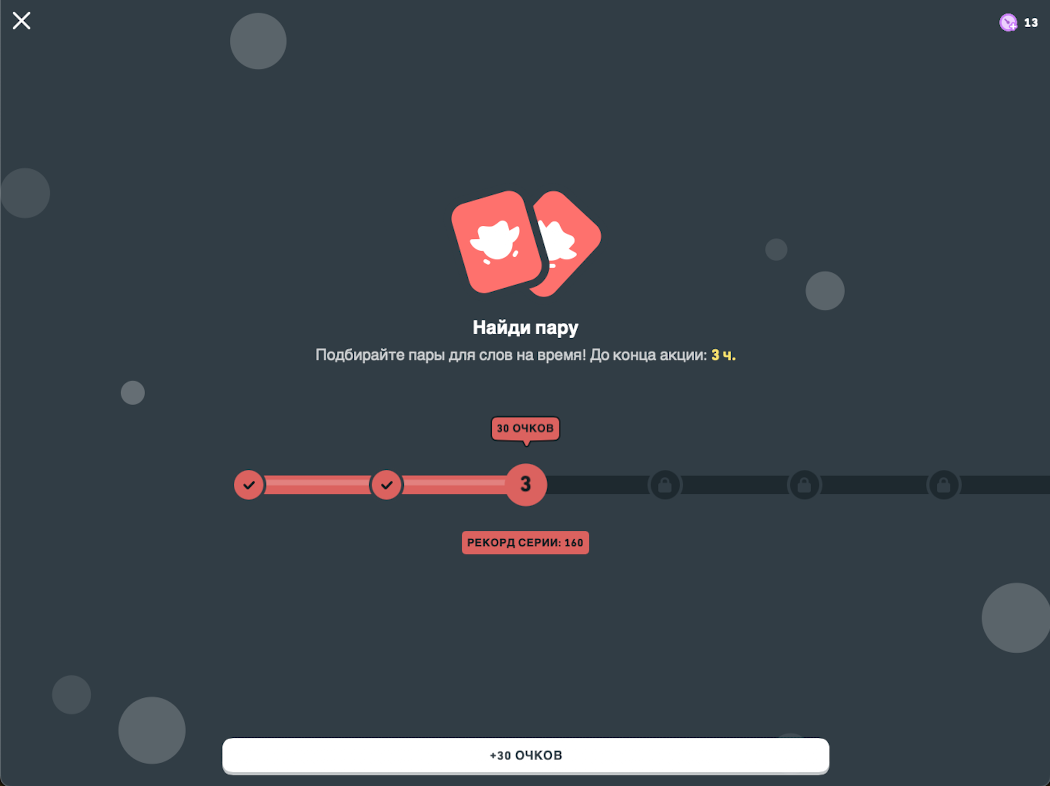 13
Найди пару
Подбирайте пары для слов на время! До конца акции: 3 ч.
30 ОЧКОВ
3
РЕКОРД СЕРИИ: 160
+30 ОЧКОВ